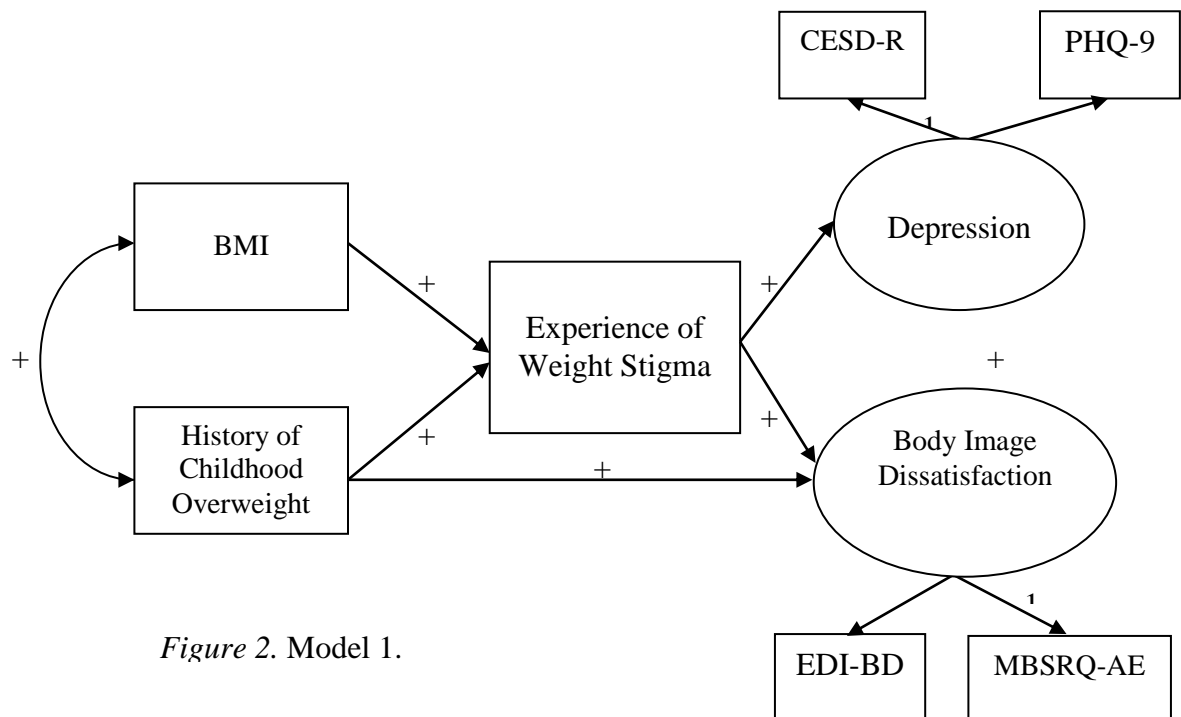 CESD-R
PHQ-9
1
Depression
BMI
+
+
Experience of
Weight Stigma
+
+
+
+
History of
Childhood
Overweight
+
+
Body Image
Dissatisfaction
1
EDI-BD
MBSRQ-AE
Figure 2. Model 1.